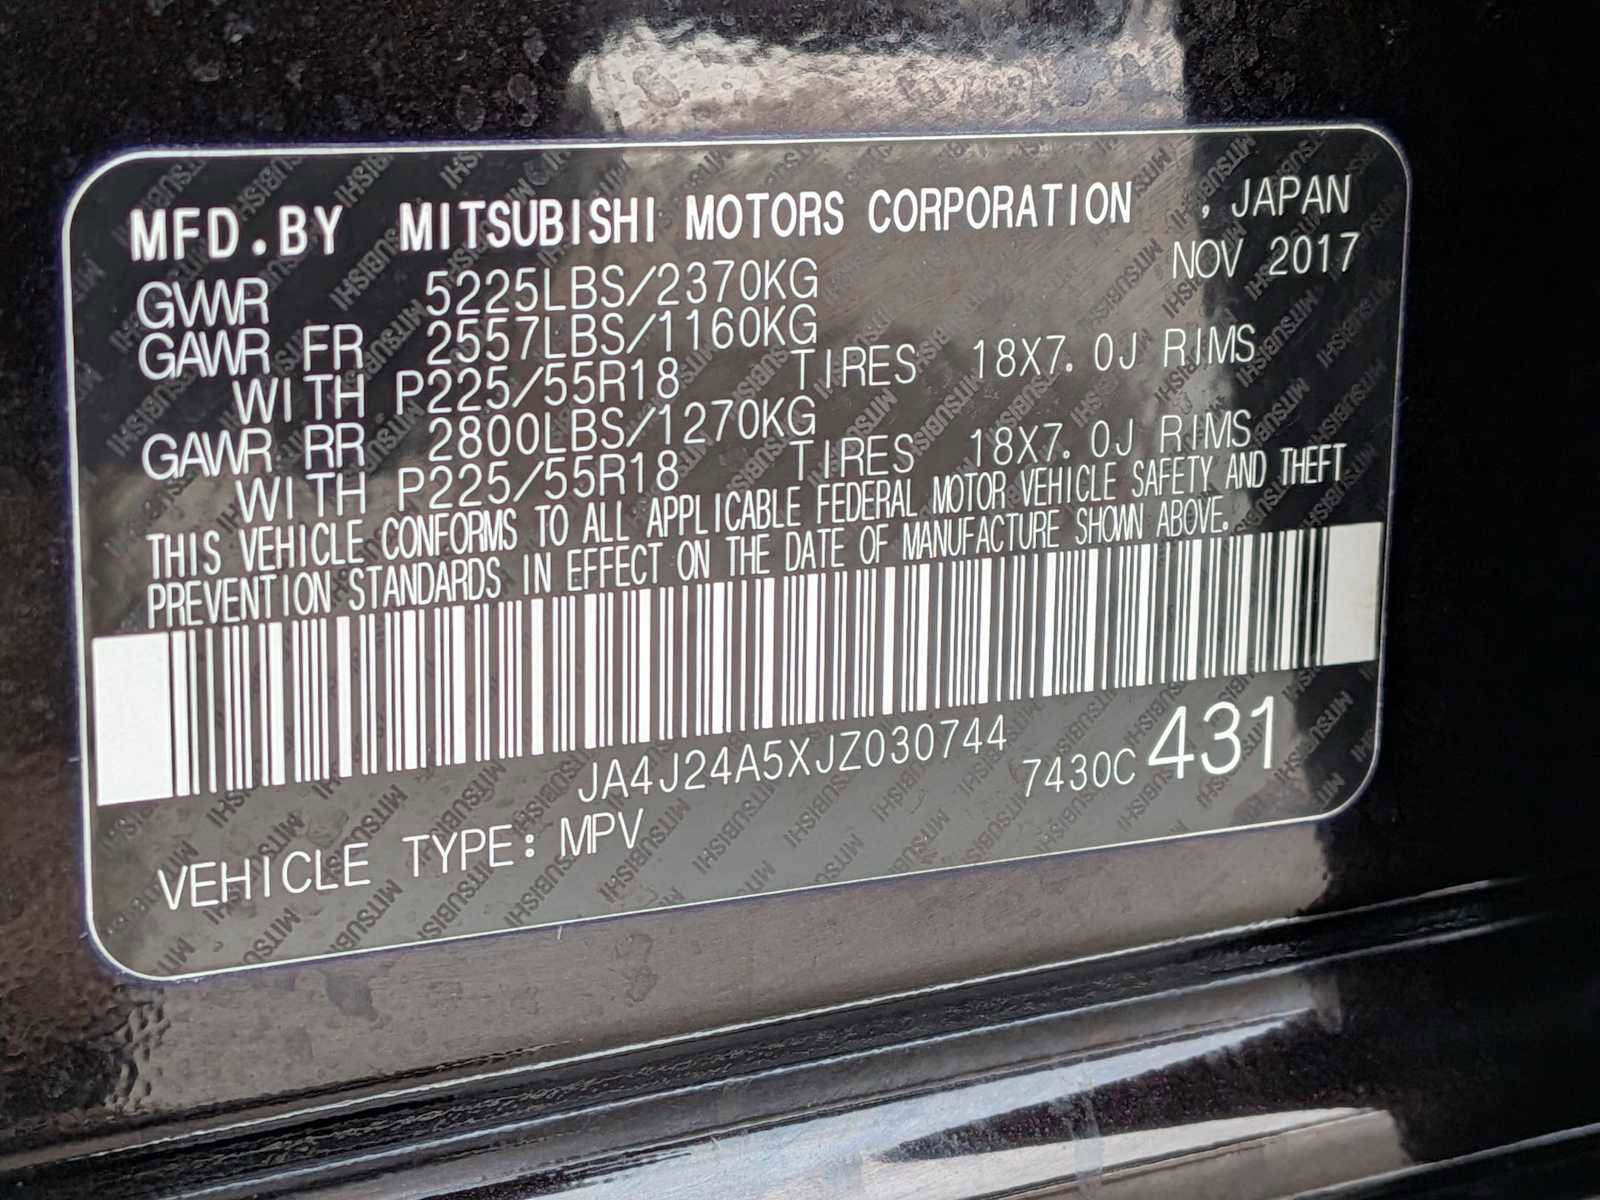 MFD.BY MITSUBISHI MOTORS CORPORATION , JAPAN
NOV 2017
GVWR 5225LBS/2370KG
GAWR FR 2557LBS/1160KG
WITH P225/55R18 TIRES 18X7.0J RIMS
GAWR RR 2800LBS/1270KG
WITH P225/55R18 TIRES 18X7.0J RIMS
THIS VEHICLE CONFORMS TO ALL APPLICABLE FEDERAL MOTOR VEHICLE SAFETY AND THEFT
PREVENTION STANDARDS IN EFFECT ON THE DATE OF MANUFACTURE SHOWN ABOVE.
JA4J24A5XJZ030744
7430C 431
VEHICLE TYPE: MPV